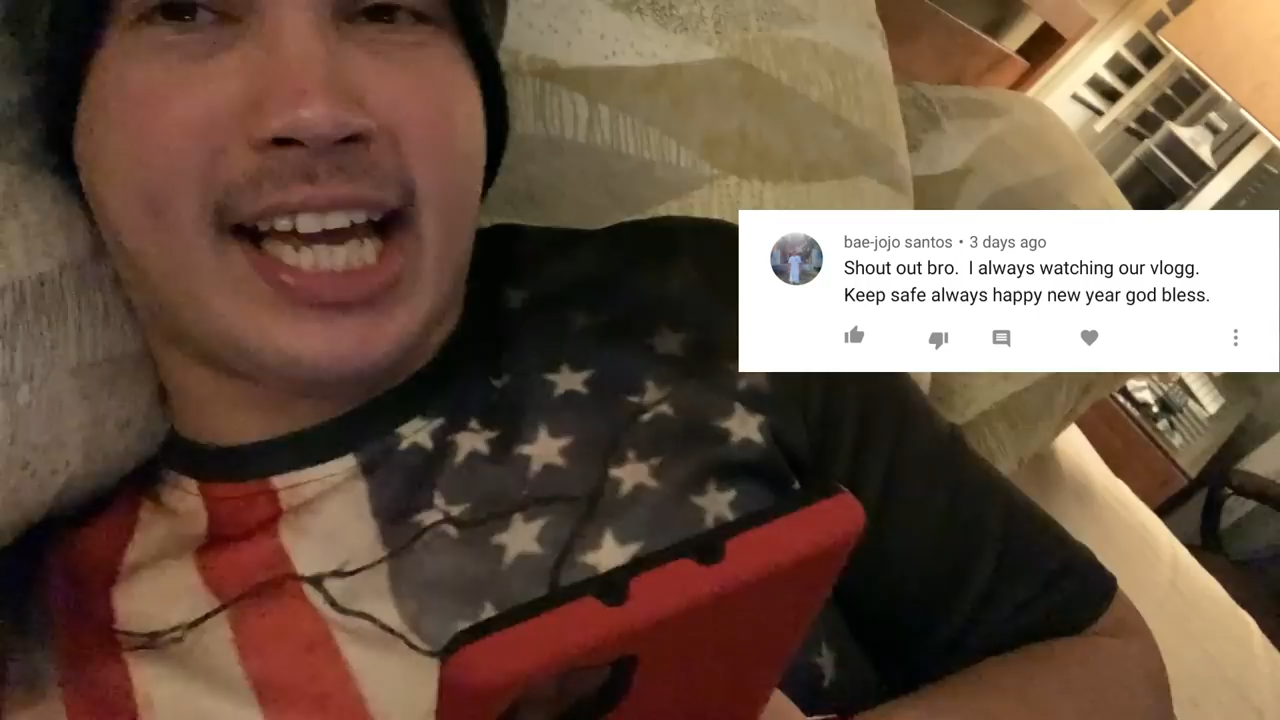 bae-jojo santos • 3 days ago
Shout out bro.  I always watching our vlogg.
Keep safe always happy new year god bless.